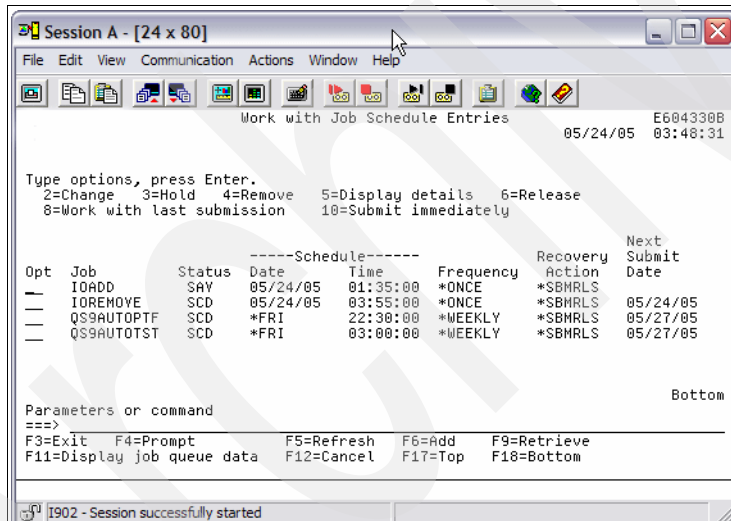 Session A - [24 x 80]
File Edit View Communication Actions Window Help
Work with Job Schedule Entries E604330B
05/24/05 03:48:31
Type options, press Enter.
2=Change 3=Hold 4=Remove 5=Display details 6=Release
8=Work with last submission 10=Submit immediately
Next
-----Schedule------ Recovery Submit
Opt Job Status Date Time Frequency Action Date
IOADD SAV 05/24/05 01:35:00 *ONCE *SBMRLS
IOREMOVE SCD 05/24/05 03:55:00 *ONCE *SBMRLS 05/24/05
QS9AUTOPTF SCD *FRI 22:30:00 *WEEKLY *SBMRLS 05/27/05
QS9AUTOTST SCD *FRI 03:00:00 *WEEKLY *SBMRLS 05/27/05
Bottom
Parameters or command
===>
F3=Exit F4=Prompt F5=Refresh F6=Add F9=Retrieve
F11=Display job queue data F12=Cancel F17=Top F18=Bottom
I902 - Session successfully started